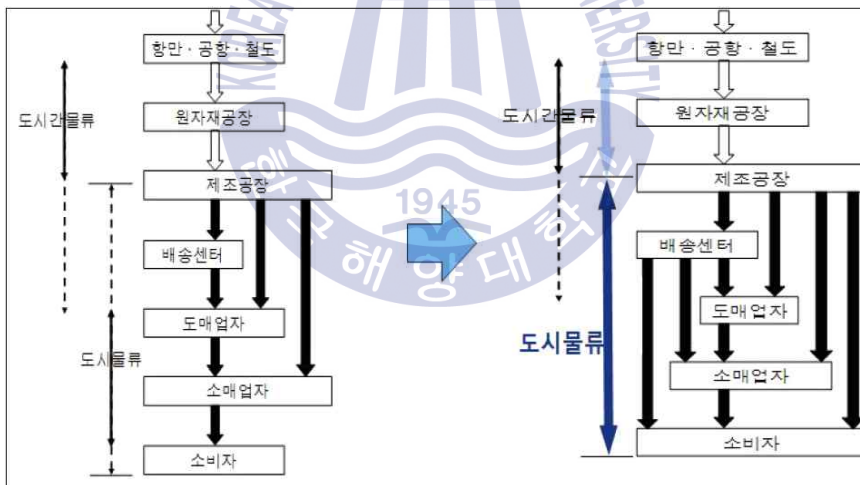 항만 · 공항 · 철도
원자재공장
도시간물류
제조공장
배송센터
도매업자
도시물류
소매업자
소비자
항만 · 공항 · 철도
원자재공장
도시간물류
제조공장
배송센터
도매업자
도시물류
소매업자
소비자
1945
해양대학